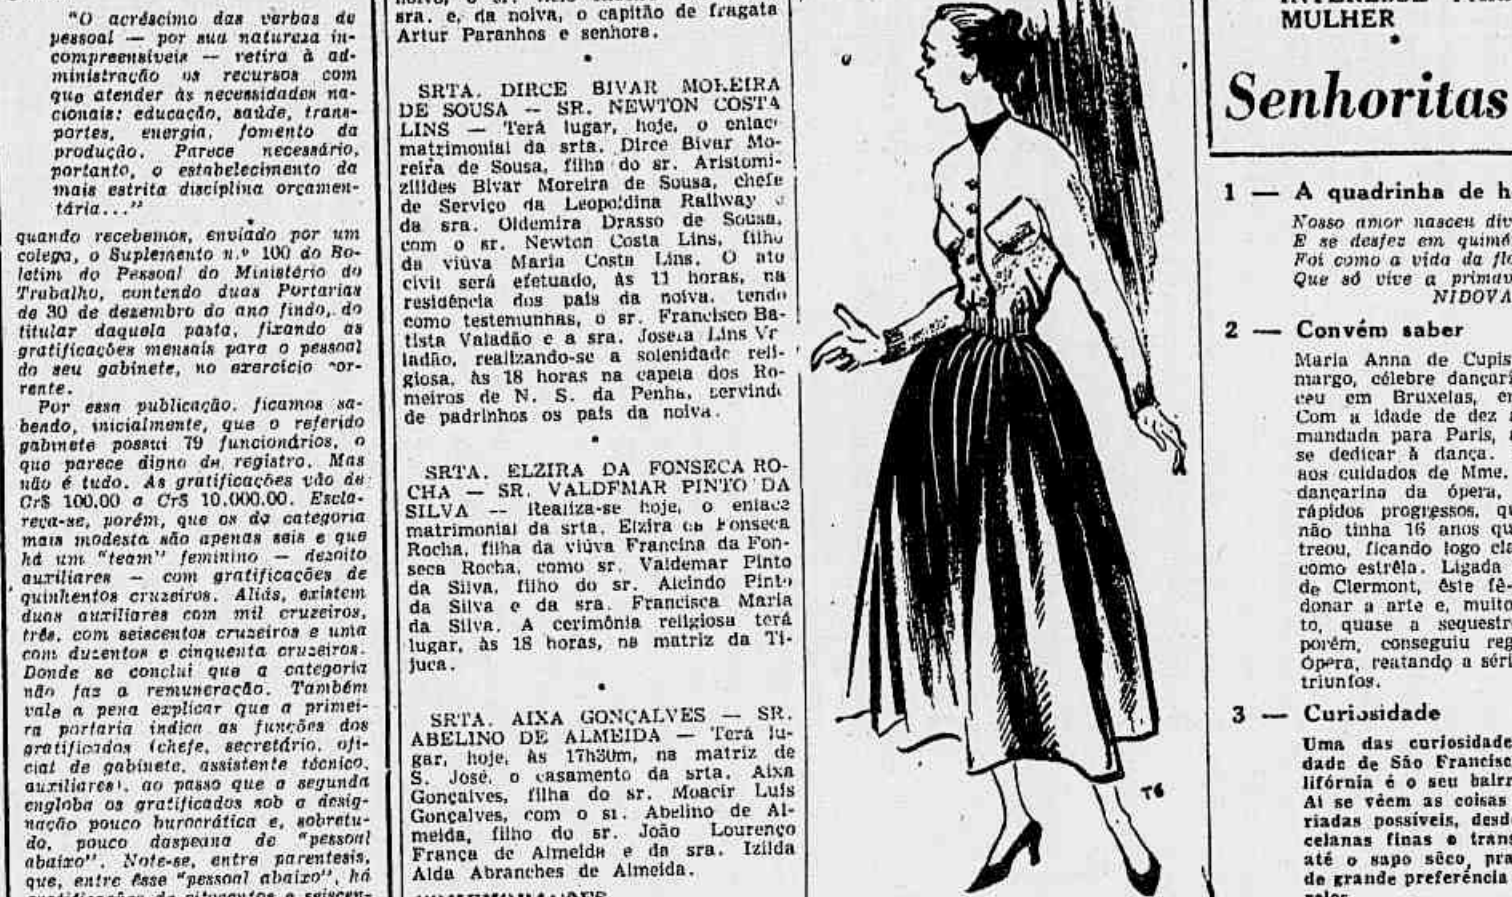 "O acréscimo das verbas de
pessoal — por sua natureza in-
compreensíveis — retira à ad-
ministração os recursos com
que atender às necessidades na-
cionais: educação, saúde, trans-
portes, energia, fomento da
produção. Parece necessário,
portanto, o estabelecimento da
mais estrita disciplina orçamen-
tária..."
quando recebemos, enviado por um
colega, o Suplemento n.º 100 do Bo-
letim do Pessoal do Ministério do
Trabalho, contendo duas Portarias
de 30 de dezembro do ano findo, do
titular daquela pasta, fixando as
gratificações mensais para o pessoal
do seu gabinete, no exercício cor-
rente.
Por essa publicação, ficamos sa-
bendo, inicialmente, que o referido
gabinete possui 79 funcionários, o
que parece digno de registro. Mas
não é tudo. As gratificações vão de
Cr$ 100,00 a Cr$ 10.000,00. Escla-
reça-se, porém, que os da categoria
mais modesta são apenas seis e que
há um "team" feminino — dezoito
auxiliares — com gratificações de
quinhentos cruzeiros. Aliás, existem
duas auxiliares com mil cruzeiros,
três, com seiscentos cruzeiros e uma
com duzentos e cinquenta cruzeiros.
Donde se conclui que a categoria
não faz a remuneração. Também
vale a pena explicar que a primei-
ra portaria indica as funções dos
gratificados (chefe, secretário, ofi-
cial de gabinete, assistente técnico,
auxiliares), ao passo que a segunda
engloba os gratificados sob a desig-
nação pouco burocrática e, sobretu-
do, pouco daspeana de "pessoal
abaixo". Note-se, entre parentesis,
que, entre êsse "pessoal abaixo", há
sra. e, da noiva, o capitão de fragata
Artur Paranhos e senhora.
SRTA. DIRCE BIVAR MOREIRA
DE SOUSA — SR. NEWTON COSTA
LINS — Terá lugar, hoje, o enlace
matrimonial da srta. Dirce Bivar Mo-
reira de Sousa, filha do sr. Aristomi-
zilides Bivar Moreira de Sousa, chefe
de Serviço da Leopoldina Railway e
da sra. Oldemira Drasso de Sousa,
com o sr. Newton Costa Lins, filho
da viúva Maria Costa Lins. O ato
civil será efetuado, às 11 horas, na
residência dos pais da noiva, tendo
como testemunhas, o sr. Francisco Ba-
tista Valadão e a sra. Lins
ladão, realizando-se a solenidade reli-
giosa, às 18 horas na capela dos Ro-
meiros de N. S. da Penha, servindo
de padrinhos os pais da noiva.
SRTA. ELZIRA DA FONSECA RO-
CHA — SR. VALDEMAR PINTO DA
SILVA — Realiza-se hoje, o enlace
matrimonial da srta. Elzira da Fonseca
Rocha, filha da viúva Francina da Fon-
seca Rocha, como sr. Valdemar Pinto
da Silva, filho do sr. Alcindo Pinto
da Silva e da sra. Francisca Maria
da Silva. A cerimônia religiosa terá
lugar, às 18 horas, na matriz da Ti-
juca.
SRTA. AIXA GONÇALVES — SR.
ABELINO DE ALMEIDA — Terá lu-
gar, hoje, às 17h30m, na matriz de
S. José, o casamento da srta. Aixa
Gonçalves, filha do sr. Moacir Luís
Gonçalves, com o sr. Abelino de Al-
meida, filho do sr. João Lourenço
França de Almeida e da sra. Izilda
Alda Abranches de Almeida.
TG
MULHER
Senhoritas
1 — A quadrinha de h
Nosso amor nasceu div
E se desfez em quimé
Foi como a vida da flo
Que só vive a primav
NIDOVA
2 — Convém saber
Maria Anna de Cupis
margo, célebre dançari
ceu em Bruxelas, en
Com a idade de dez a
mandada para Paris,
se dedicar à dança.
aos cuidados de Mme.
dançarina da ópera,
rápidos progressos, qu
não tinha 16 anos qu
treou, ficando logo cla
como estrêla. Ligada
de Clermont, êste fê-
donar a arte e, muito
to, quase a sequestr
porém, conseguiu reg
Ópera, reatando a séri
triunfos.
3 — Curiosidade
Uma das curiosidade
dade de São Francisc
lifórnia é o seu bairr
Aí se vêem as coisas
riadas possíveis, desd
celanas finas e trans
até o sapo sêco, pra
de grande preferência